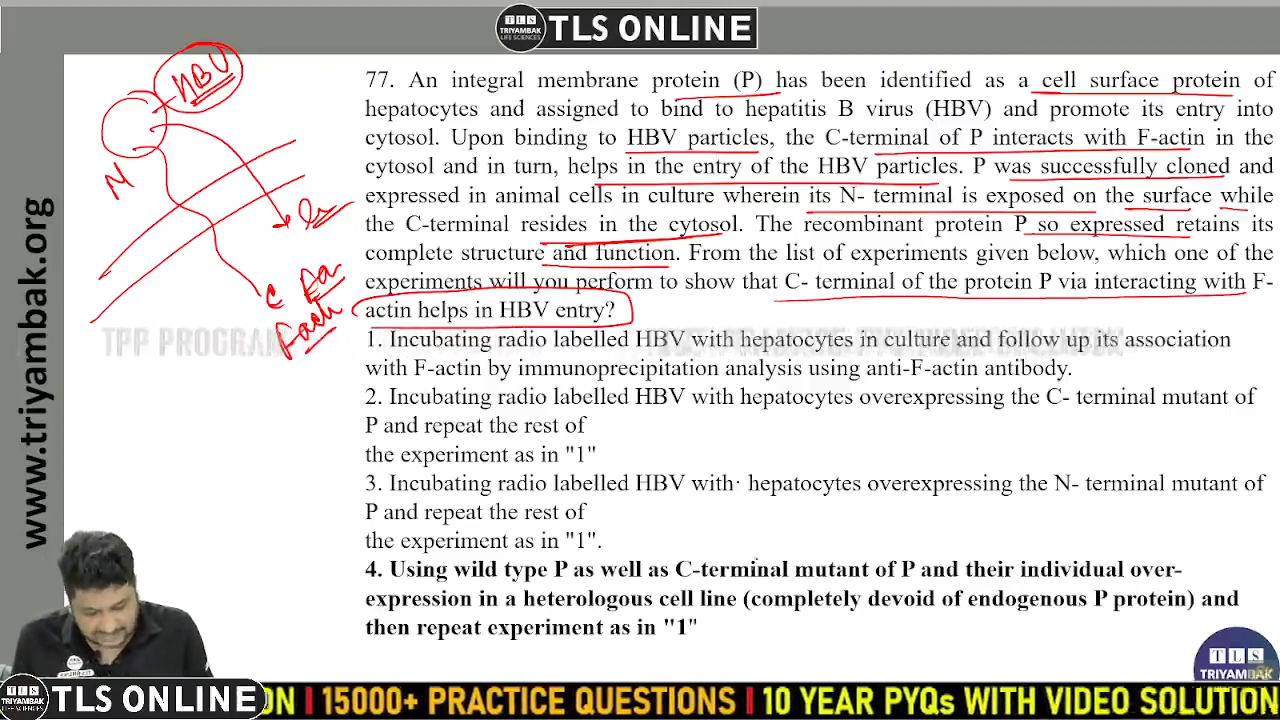 TLS
TRIYAMBAK
LIFE SCIENCES
TLS ONLINE
HBV
M
C
F actin
www.triyambak.org
77. An integral membrane protein (P) has been identified as a cell surface protein of
hepatocytes and assigned to bind to hepatitis B virus (HBV) and promote its entry into
cytosol. Upon binding to HBV particles, the C-terminal of P interacts with F-actin in the
cytosol and in turn, helps in the entry of the HBV particles. P was successfully cloned and
expressed in animal cells in culture wherein its N- terminal is exposed on the surface while
the C-terminal resides in the cytosol. The recombinant protein P so expressed retains its
complete structure and function. From the list of experiments given below, which one of the
experiments will you perform to show that C- terminal of the protein P via interacting with F-
actin helps in HBV entry?
TPP PROGRAM
1. Incubating radio labelled HBV with hepatocytes in culture and follow up its association
with F-actin by immunoprecipitation analysis using anti-F-actin antibody.
2. Incubating radio labelled HBV with hepatocytes overexpressing the C- terminal mutant of
P and repeat the rest of
the experiment as in "1"
3. Incubating radio labelled HBV with· hepatocytes overexpressing the N- terminal mutant of
P and repeat the rest of
the experiment as in "1".
4. Using wild type P as well as C-terminal mutant of P and their individual over-
expression in a heterologous cell line (completely devoid of endogenous P protein) and
then repeat experiment as in "1"
TLS
TRIYAMBAK
TLS
TRIYAMBAK
LIFE SCIENCES
TLS ONLINE
ON I 15000+ PRACTICE QUESTIONS I 10 YEAR PYQs WITH VIDEO SOLUTION